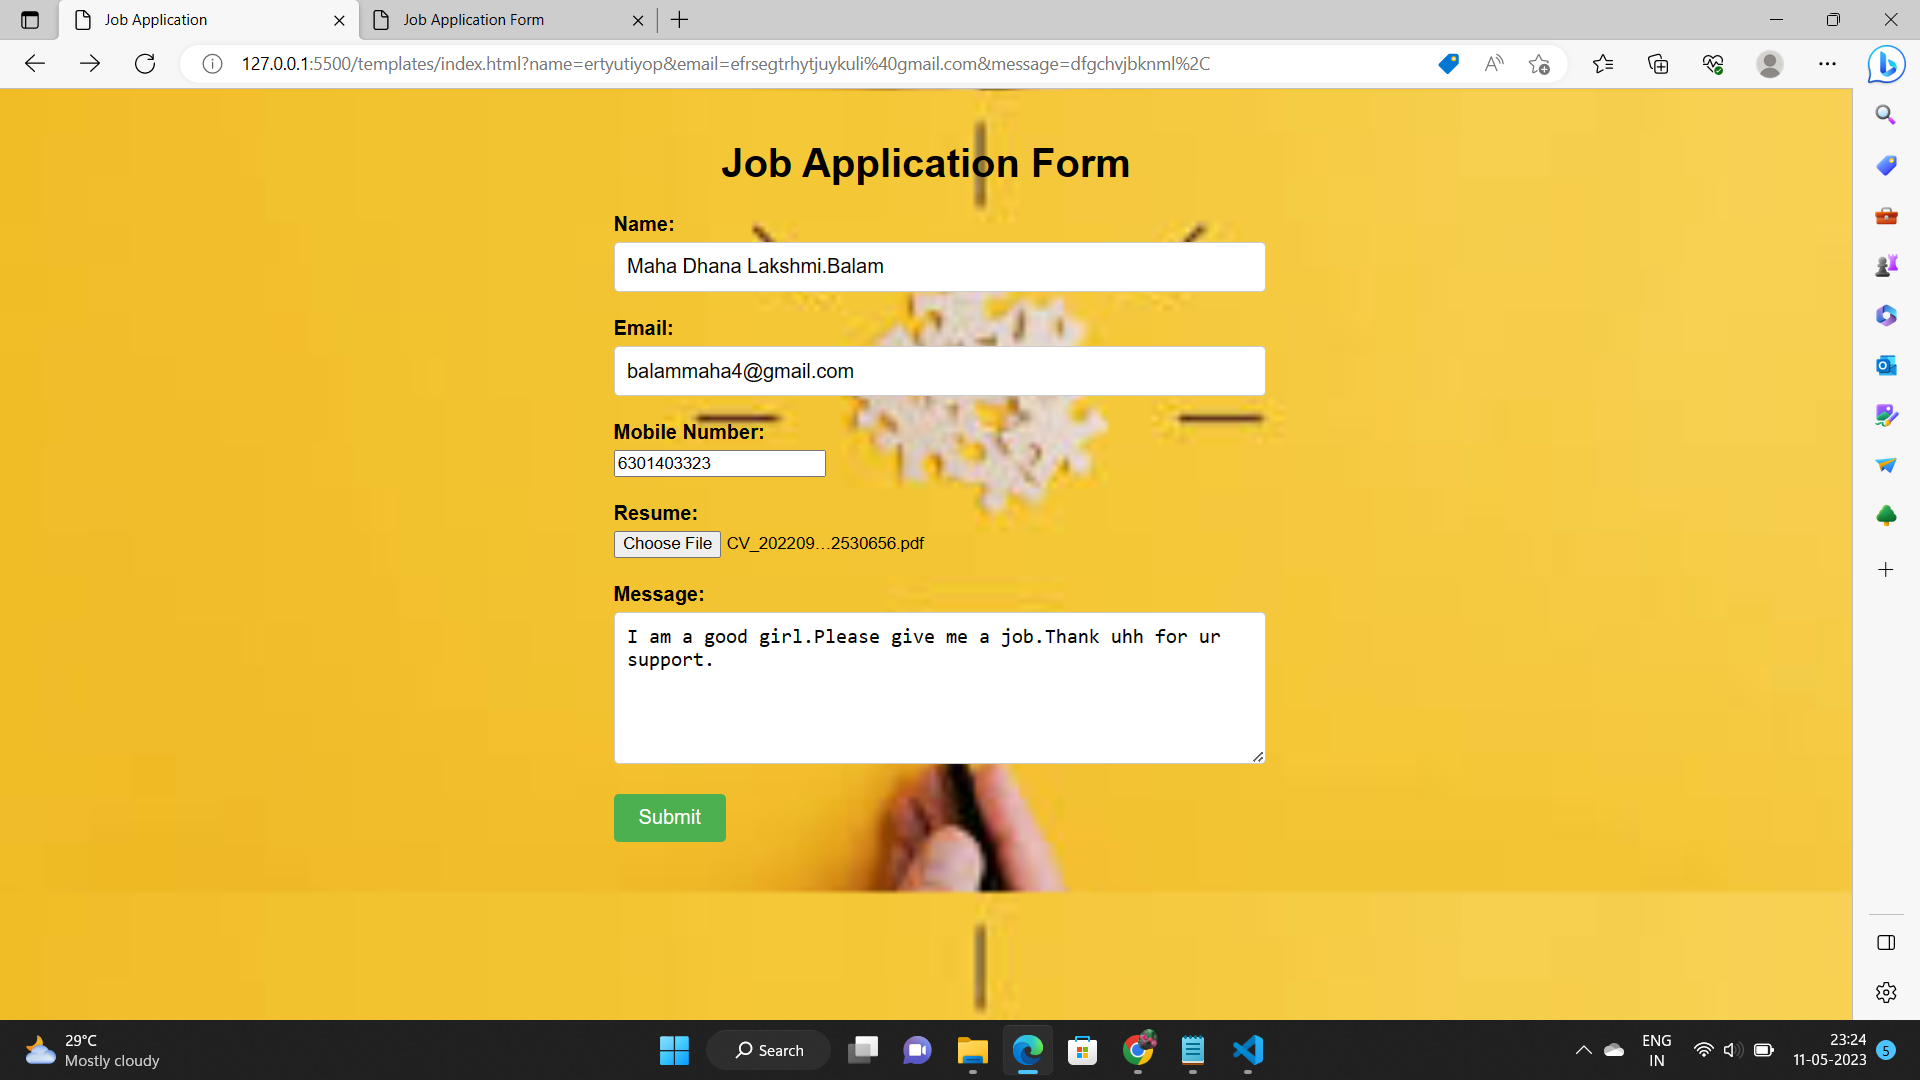 Job Application
Job Application Form
127.0.0.1:5500/templates/index.html?name=ertyutiyop&email=efrsegtrhytjuykuli%40gmail.com&message=dfgchvjbknml%2C
Job Application Form
Name:
Maha Dhana Lakshmi.Balam
Email:
balammaha4@gmail.com
Mobile Number:
6301403323
Resume:
Choose File CV_202209...2530656.pdf
Message:
I am a good girl.Please give me a job.Thank uhh for ur
support.
Submit
29°C
Mostly cloudy
Search
ENG
IN
23:24
11-05-2023
5